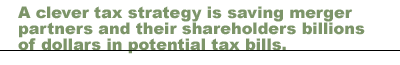 A clever tax strategy is saving merger
partners and their shareholders billions
of dollars in potential tax bills.